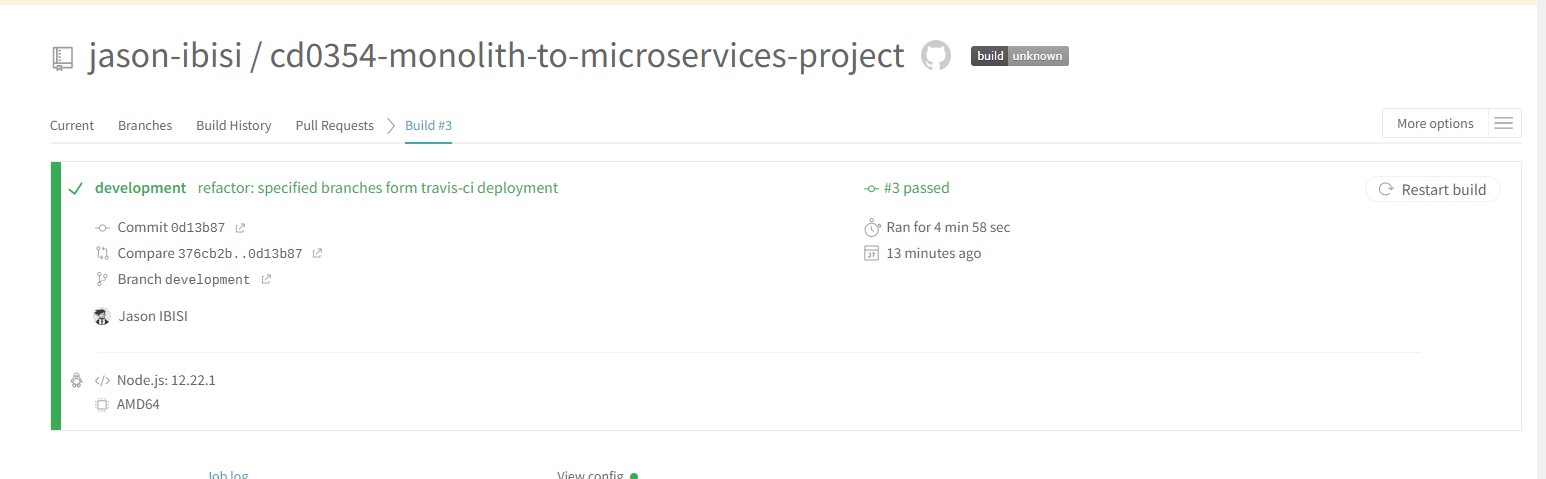 jason-ibisi / cd0354-monolith-to-microservices-project build unknown
Current Branches Build History Pull Requests Build #3 More options
development refactor: specified branches form travis-ci deployment #3 passed Restart build
Commit 0d13b87 Ran for 4 min 58 sec
Compare 376cb2b..0d13b87 13 minutes ago
Branch development
Jason IBISI
Node.js: 12.22.1
AMD64
Job log View config